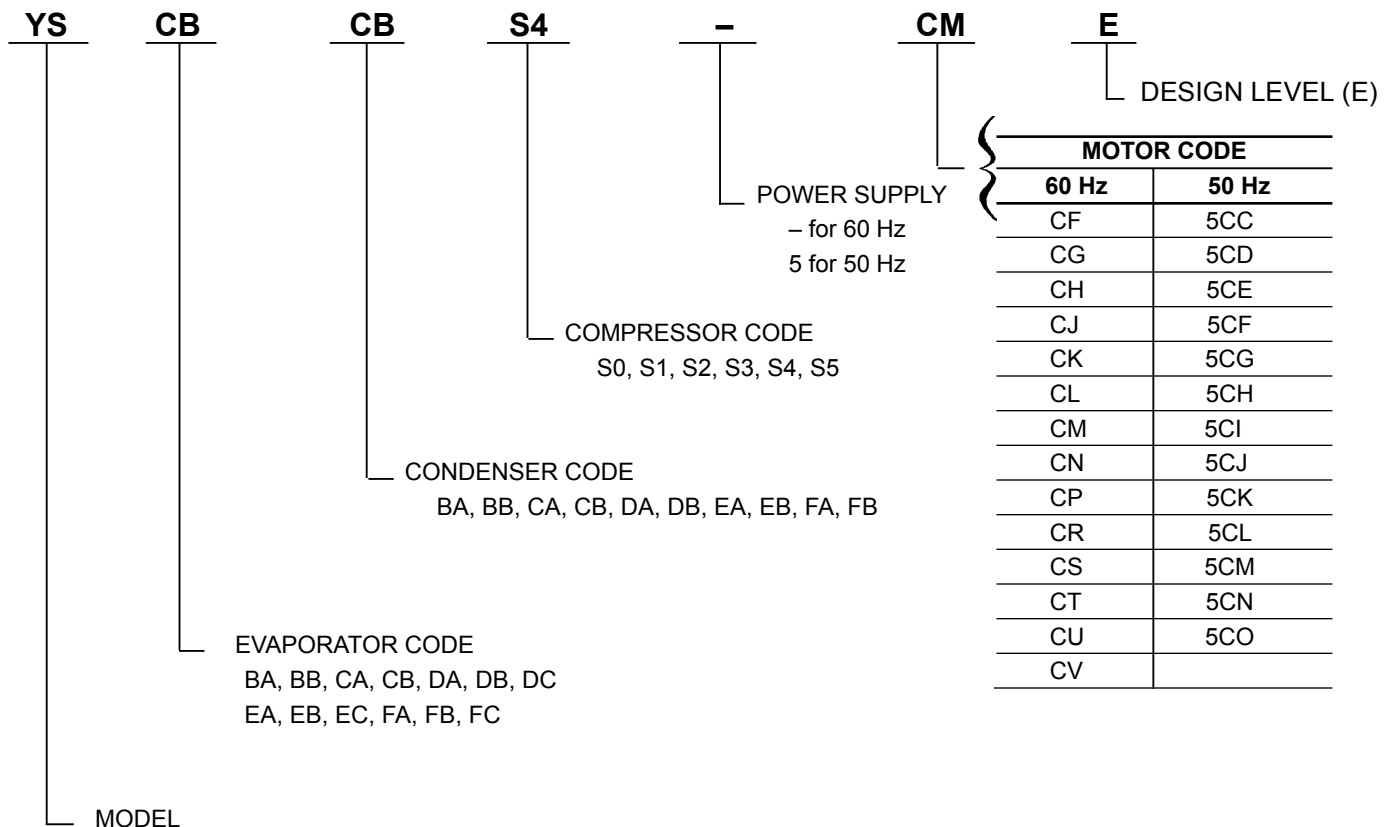 YS CB CB S4 – CM E
DESIGN LEVEL (E)
MOTOR CODE
60 Hz 50 Hz
CF 5CC
CG 5CD
CH 5CE
CJ 5CF
CK 5CG
CL 5CH
CM 5CI
CN 5CJ
CP 5CK
CR 5CL
CS 5CM
CT 5CN
CU 5CO
CV
POWER SUPPLY
– for 60 Hz
5 for 50 Hz
COMPRESSOR CODE
S0, S1, S2, S3, S4, S5
CONDENSER CODE
BA, BB, CA, CB, DA, DB, EA, EB, FA, FB
EVAPORATOR CODE
BA, BB, CA, CB, DA, DB, DC
EA, EB, EC, FA, FB, FC
MODEL